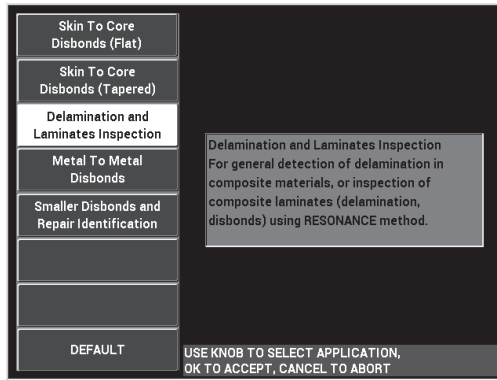 Skin To Core
Disbonds (Flat)
Skin To Core
Disbonds (Tapered)
Delamination and
Laminates Inspection
Metal To Metal
Disbonds
Smaller Disbonds and
Repair Identification
DEFAULT
Delamination and Laminates Inspection
For general detection of delamination in
composite materials, or inspection of
composite laminates (delamination,
disbonds) using RESONANCE method.
USE KNOB TO SELECT APPLICATION,
OK TO ACCEPT, CANCEL TO ABORT